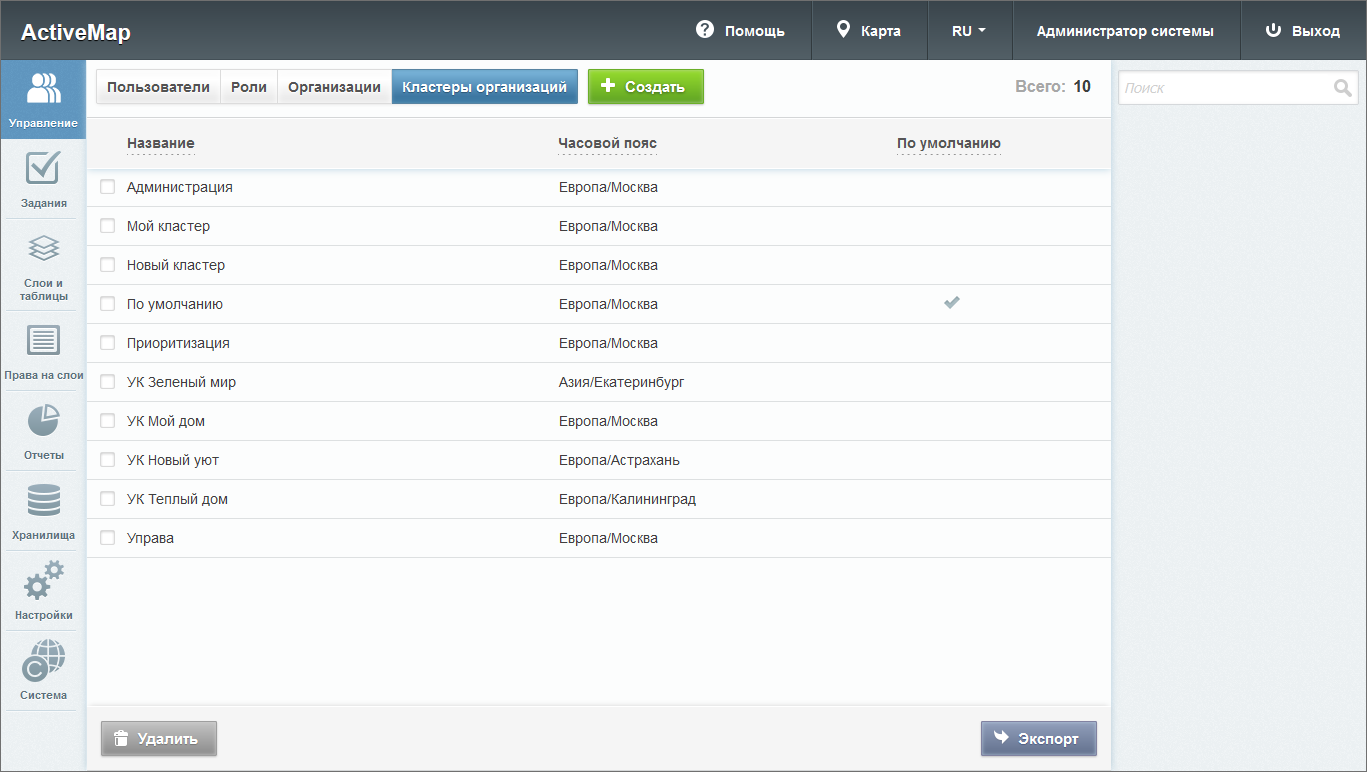 ActiveMap
Помощь
Карта
RU
Администратор системы
Выход
Управление
Задания
Слои и
таблицы
Права на слои
Отчеты
Хранилища
Настройки
Система
Пользователи
Роли
Организации
Кластеры организаций
Создать
Всего: 10
Поиск
Название Часовой пояс По умолчанию
Администрация Европа/Москва
Мой кластер Европа/Москва
Новый кластер Европа/Москва
По умолчанию Европа/Москва
Приоритизация Европа/Москва
УК Зеленый мир Азия/Екатеринбург
УК Мой дом Европа/Москва
УК Новый уют Европа/Астрахань
УК Теплый дом Европа/Калининград
Управа Европа/Москва
Удалить
Экспорт